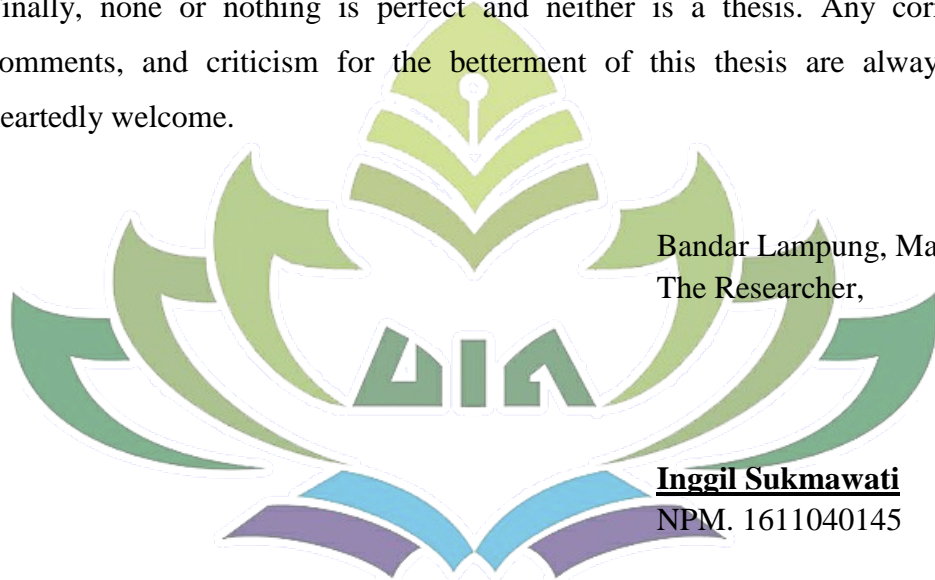 inally, none or nothing is perfect and neither is a thesis. Any cor
omments, and criticism for the betterment of this thesis are alway
eartedly welcome.
Bandar Lampung, Ma
The Researcher,
UIN
Inggil Sukmawati
NPM. 1611040145